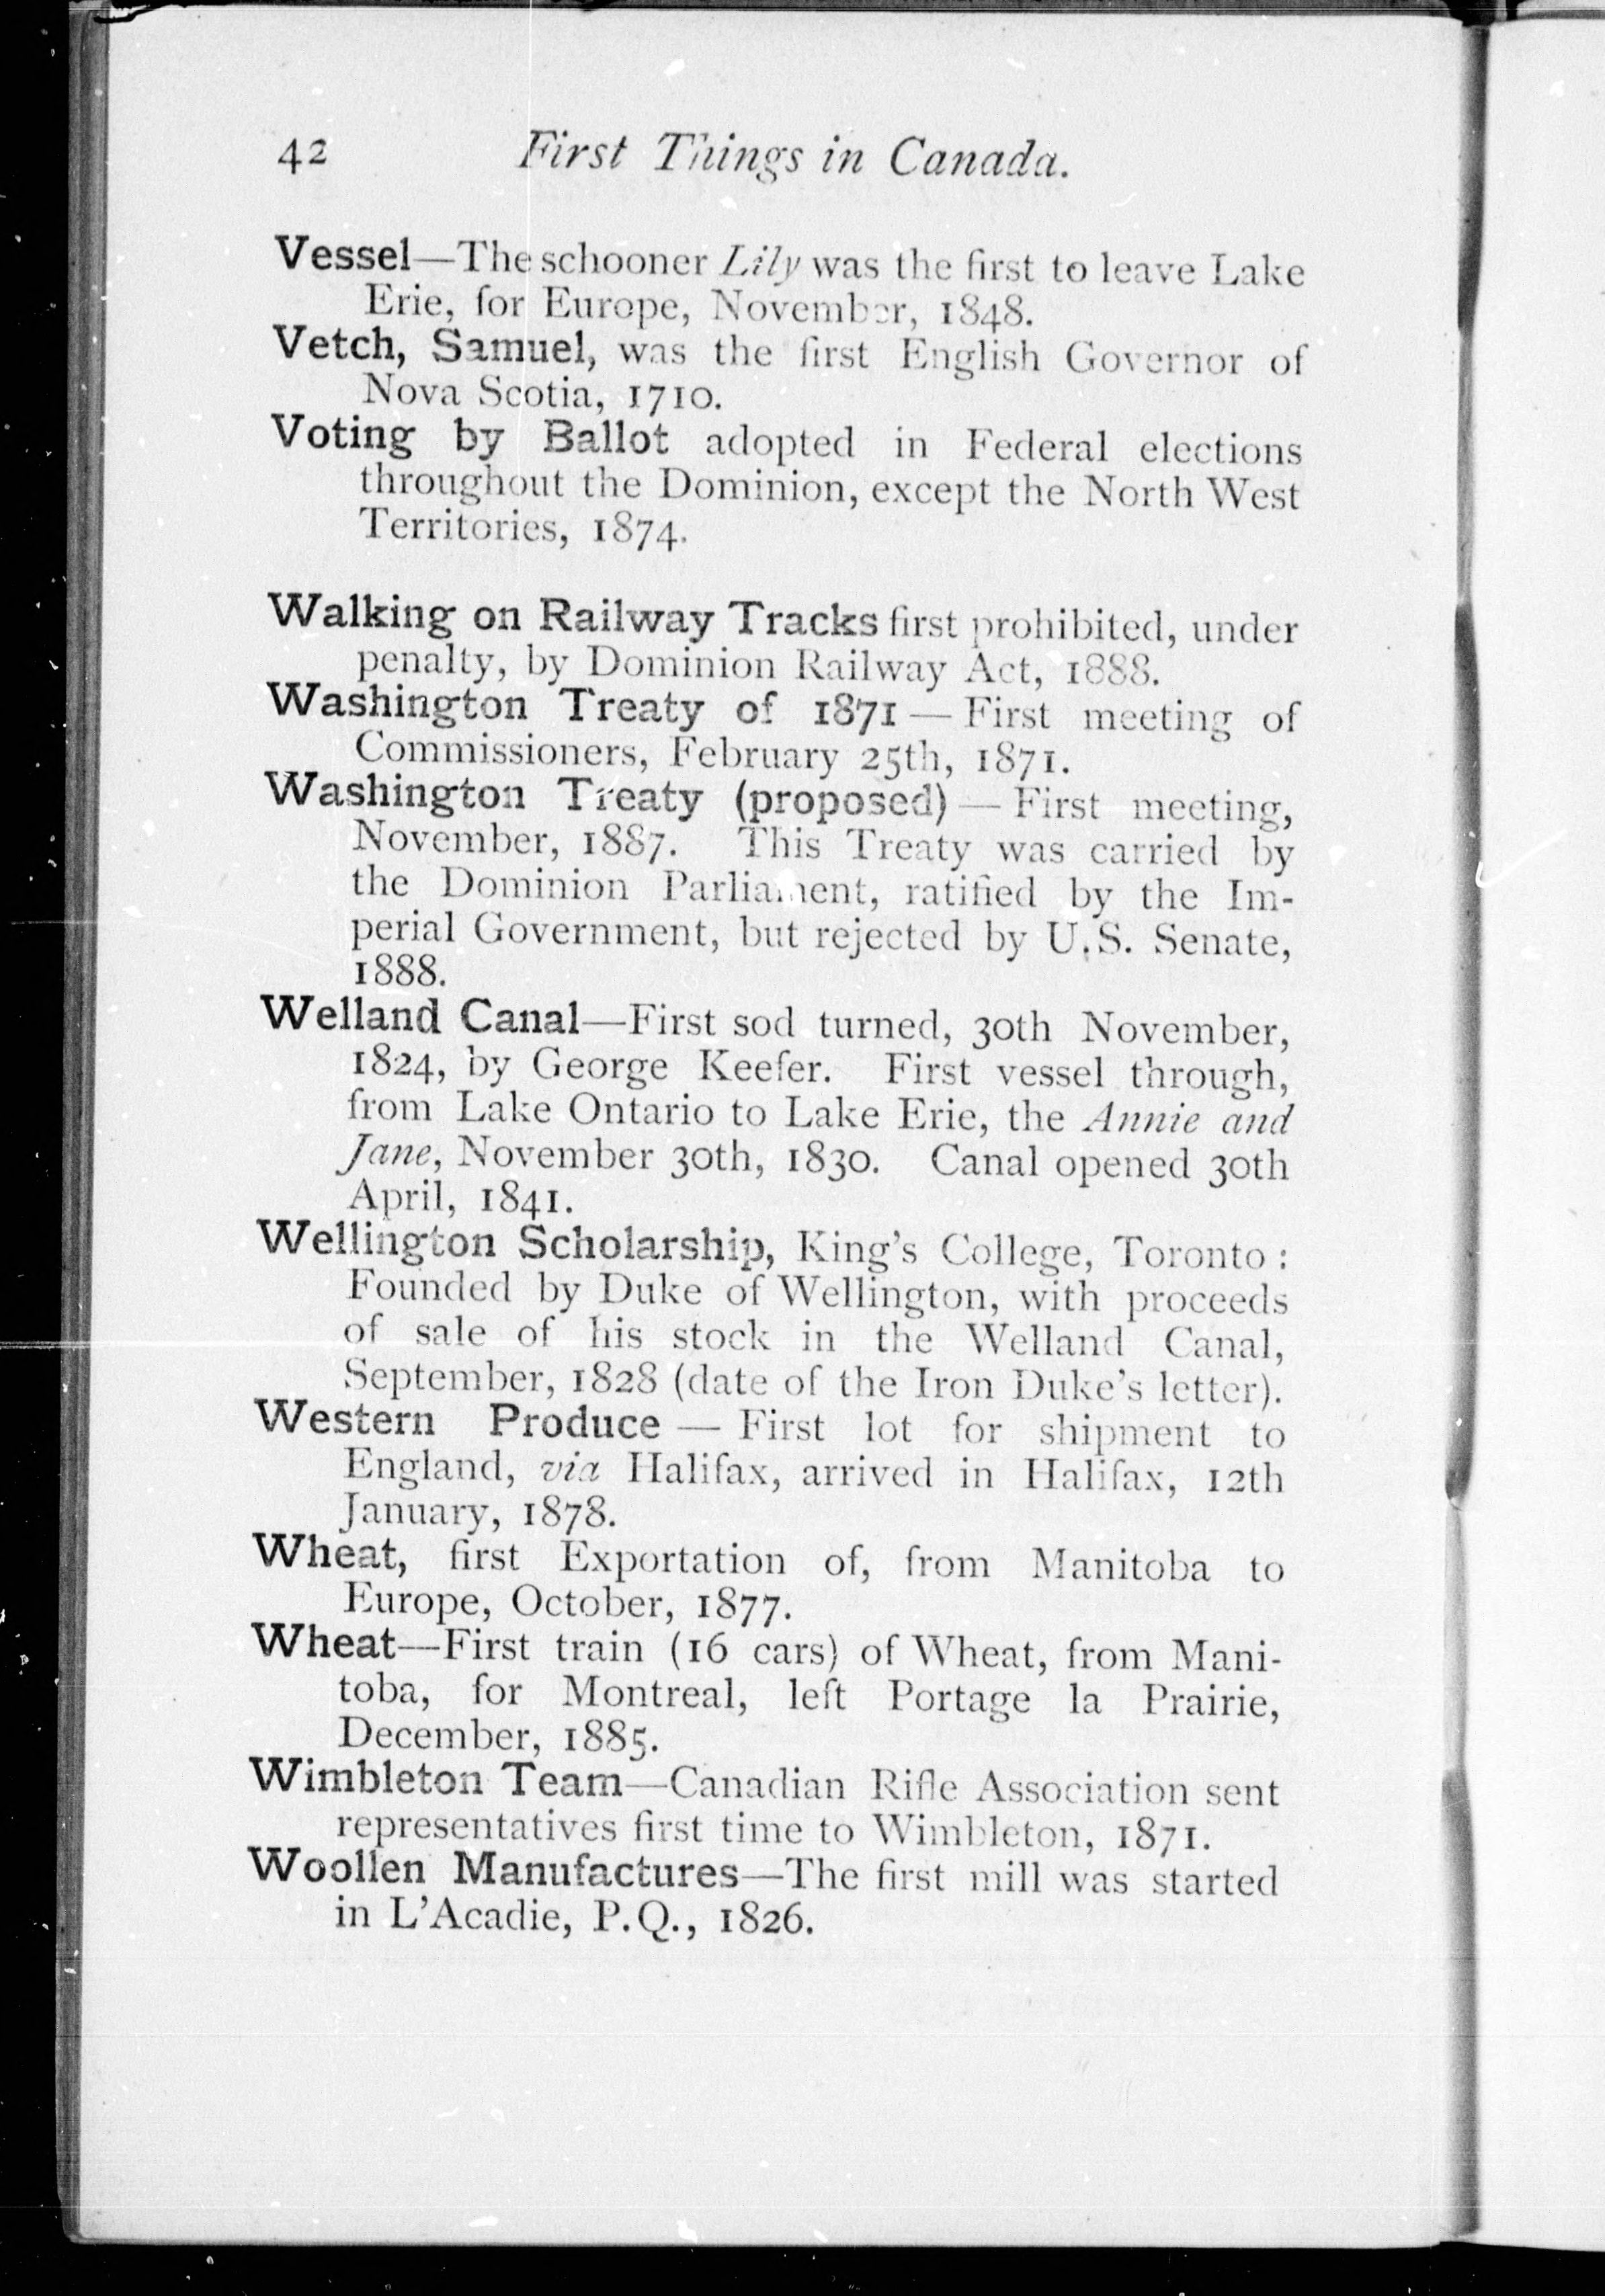 42 First Things in Canada.
Vessel—The schooner Lily was the first to leave Lake
Erie, for Europe, November, 1848.
Vetch, Samuel, was the first English Governor of
Nova Scotia, 1710.
Voting by Ballot adopted in Federal elections
throughout the Dominion, except the North West
Territories, 1874.
Walking on Railway Tracks first prohibited, under
penalty, by Dominion Railway Act, 1888.
Washington Treaty of 1871 — First meeting of
Commissioners, February 25th, 1871.
Washington Treaty (proposed) — First meeting,
November, 1887. This Treaty was carried by
the Dominion Parliament, ratified by the Im-
perial Government, but rejected by U.S. Senate,
1888.
Welland Canal—First sod turned, 30th November,
1824, by George Keefer. First vessel through,
from Lake Ontario to Lake Erie, the Annie and
Jane, November 30th, 1830. Canal opened 30th
April, 1841.
Wellington Scholarship, King's College, Toronto:
Founded by Duke of Wellington, with proceeds
of sale of his stock in the Welland Canal,
September, 1828 (date of the Iron Duke's letter).
Western Produce — First lot for shipment to
England, via Halifax, arrived in Halifax, 12th
January, 1878.
Wheat, first Exportation of, from Manitoba to
Europe, October, 1877.
Wheat—First train (16 cars) of Wheat, from Mani-
toba, for Montreal, left Portage la Prairie,
December, 1885.
Wimbleton Team—Canadian Rifle Association sent
representatives first time to Wimbleton, 1871.
Woollen Manufactures—The first mill was started
in L'Acadie, P.Q., 1826.